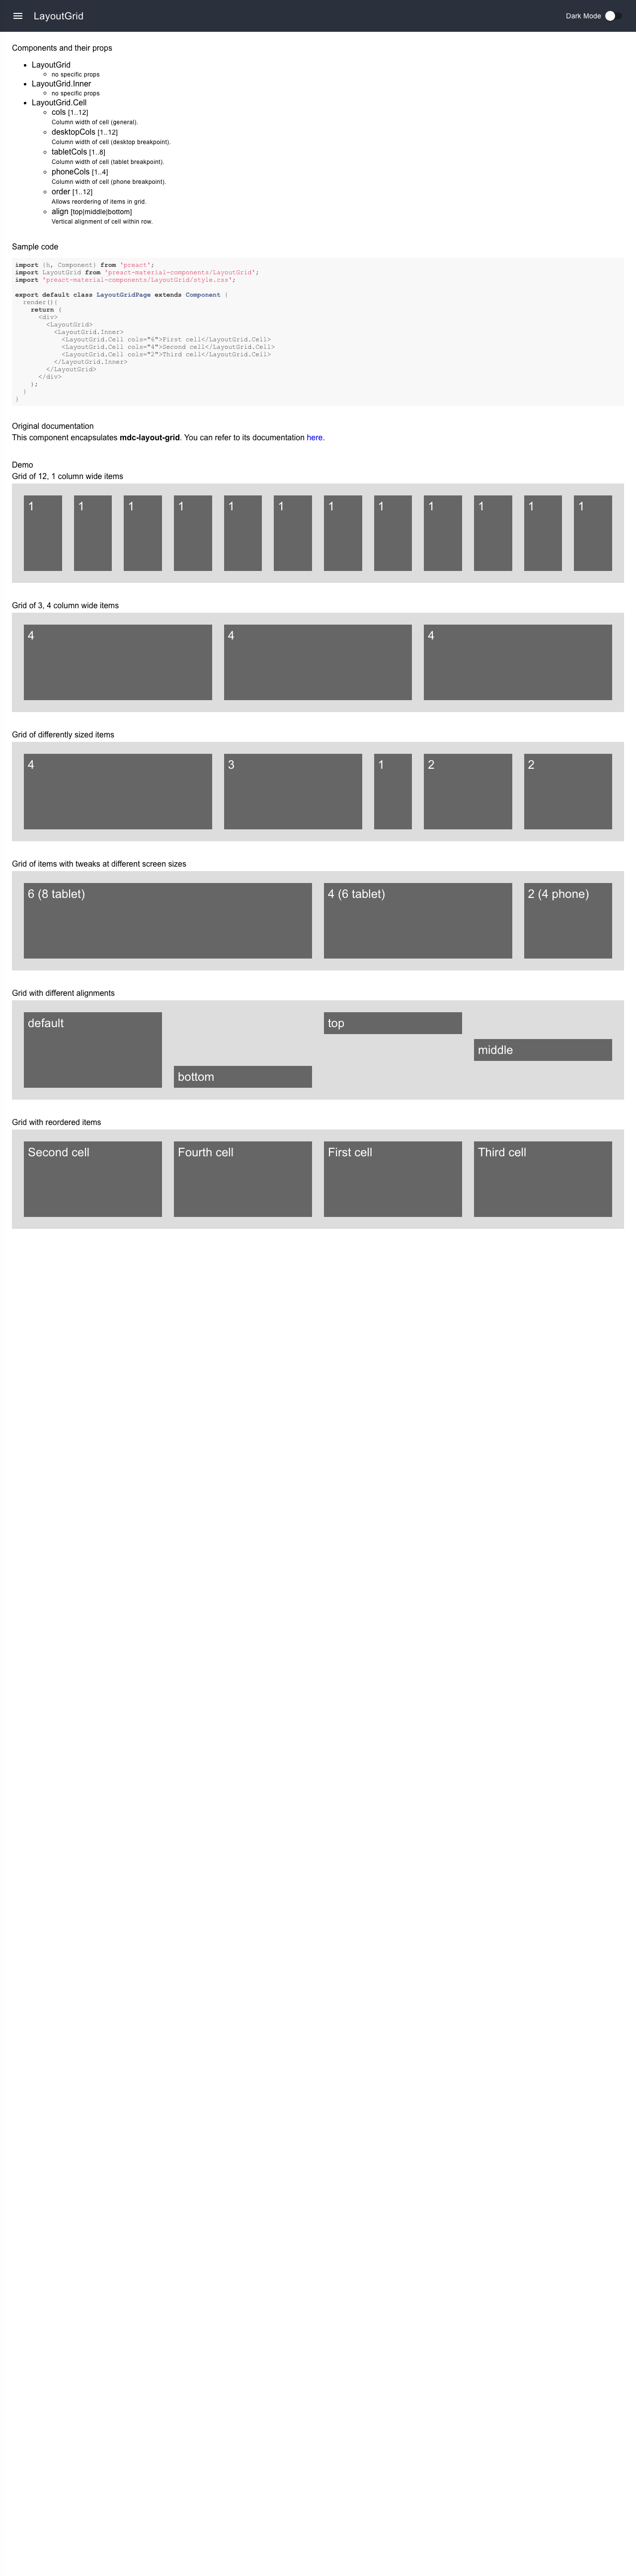 LayoutGrid
Dark Mode
Components and their props
LayoutGrid
no specific props
LayoutGrid.Inner
no specific props
LayoutGrid.Cell
cols [1..12]
Column width of cell (general).
desktopCols [1..12]
Column width of cell (desktop breakpoint).
tabletCols [1..8]
Column width of cell (tablet breakpoint).
phoneCols [1..4]
Column width of cell (phone breakpoint).
order [1..12]
Allows reordering of items in grid.
align [top|middle|bottom]
Vertical alignment of cell within row.
Sample code
import {h, Component} from 'preact';
import LayoutGrid from 'preact-material-components/LayoutGrid';
import 'preact-material-components/LayoutGrid/style.css';
export default class LayoutGridPage extends Component {
render(){
return (
<div>
<LayoutGrid>
<LayoutGrid.Inner>
<LayoutGrid.Cell cols="6">First cell</LayoutGrid.Cell>
<LayoutGrid.Cell cols="4">Second cell</LayoutGrid.Cell>
<LayoutGrid.Cell cols="2">Third cell</LayoutGrid.Cell>
</LayoutGrid.Inner>
</LayoutGrid>
</div>
);
}
}
Original documentation
This component encapsulates mdc-layout-grid. You can refer to its documentation here.
Demo
Grid of 12, 1 column wide items
1 1 1 1 1 1 1 1 1 1 1 1
Grid of 3, 4 column wide items
4 4 4
Grid of differently sized items
4 3 1 2 2
Grid of items with tweaks at different screen sizes
6 (8 tablet) 4 (6 tablet) 2 (4 phone)
Grid with different alignments
default
top
middle
bottom
Grid with reordered items
Second cell Fourth cell First cell Third cell